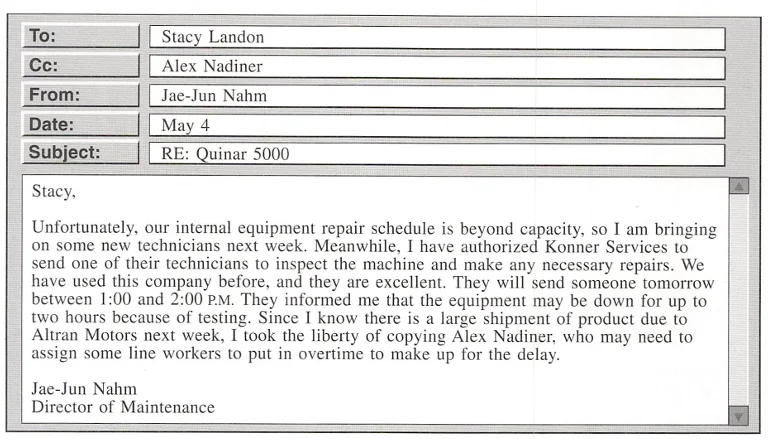 To: Stacy Landon
Cc: Alex Nadiner
From: Jae-Jun Nahm
Date: May 4
Subject: RE: Quinar 5000
Stacy,
Unfortunately, our internal equipment repair schedule is beyond capacity, so I am bringing
on some new technicians next week. Meanwhile, I have authorized Konner Services to
send one of their technicians to inspect the machine and make any necessary repairs. We
have used this company before, and they are excellent. They will send someone tomorrow
between 1:00 and 2:00 P.M. They informed me that the equipment may be down for up to
two hours because of testing. Since I know there is a large shipment of product due to
Altran Motors next week, I took the liberty of copying Alex Nadiner, who may need to
assign some line workers to put in overtime to make up for the delay.
Jae-Jun Nahm
Director of Maintenance